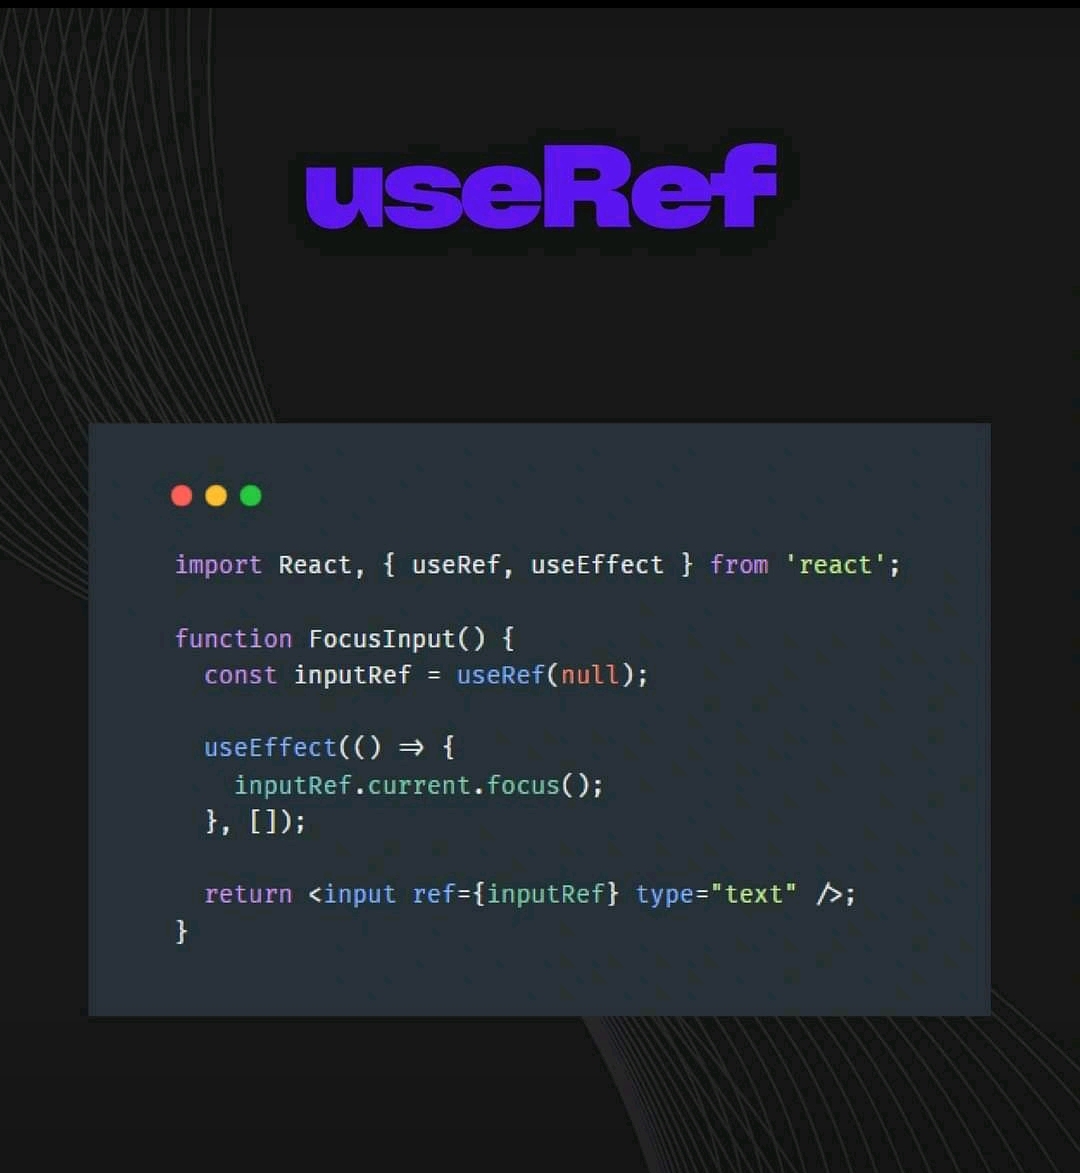 useRef
import React, { useRef, useEffect } from 'react';
function FocusInput() {
  const inputRef = useRef(null);
  useEffect(() => {
    inputRef.current.focus();
  }, []);
  return <input ref={inputRef} type="text" />;
}